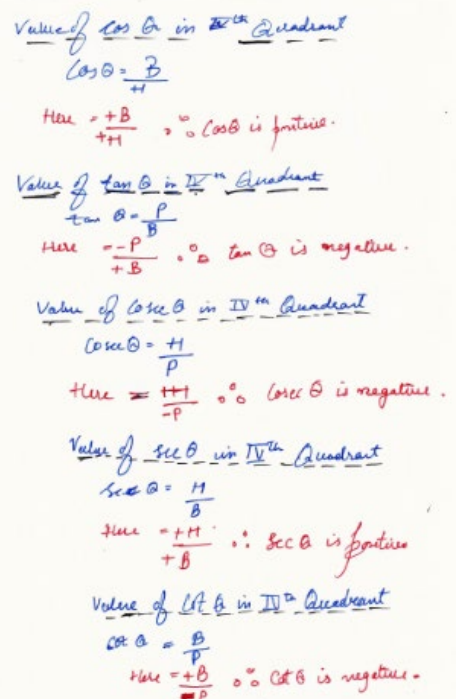 Value of cos θ in IVth Quadrant
Cos θ = B/H
Here = +B/+H ∴ Cosθ is positive.
Value of tan θ in IVth Quadrant
tan θ = P/B
Here = -P/+B ∴ tan θ is negative.
Value of Cosec θ in IVth Quadrant
Cosec θ = H/P
Here = +H/-P ∴ Cosec θ is negative.
Value of sec θ in IVth Quadrant
sec θ = H/B
Here = +H/+B ∴ Sec θ is positive
Value of Cot θ in IVth Quadrant
cot θ = B/P
Here = +B/-P ∴ Cot θ is negative.